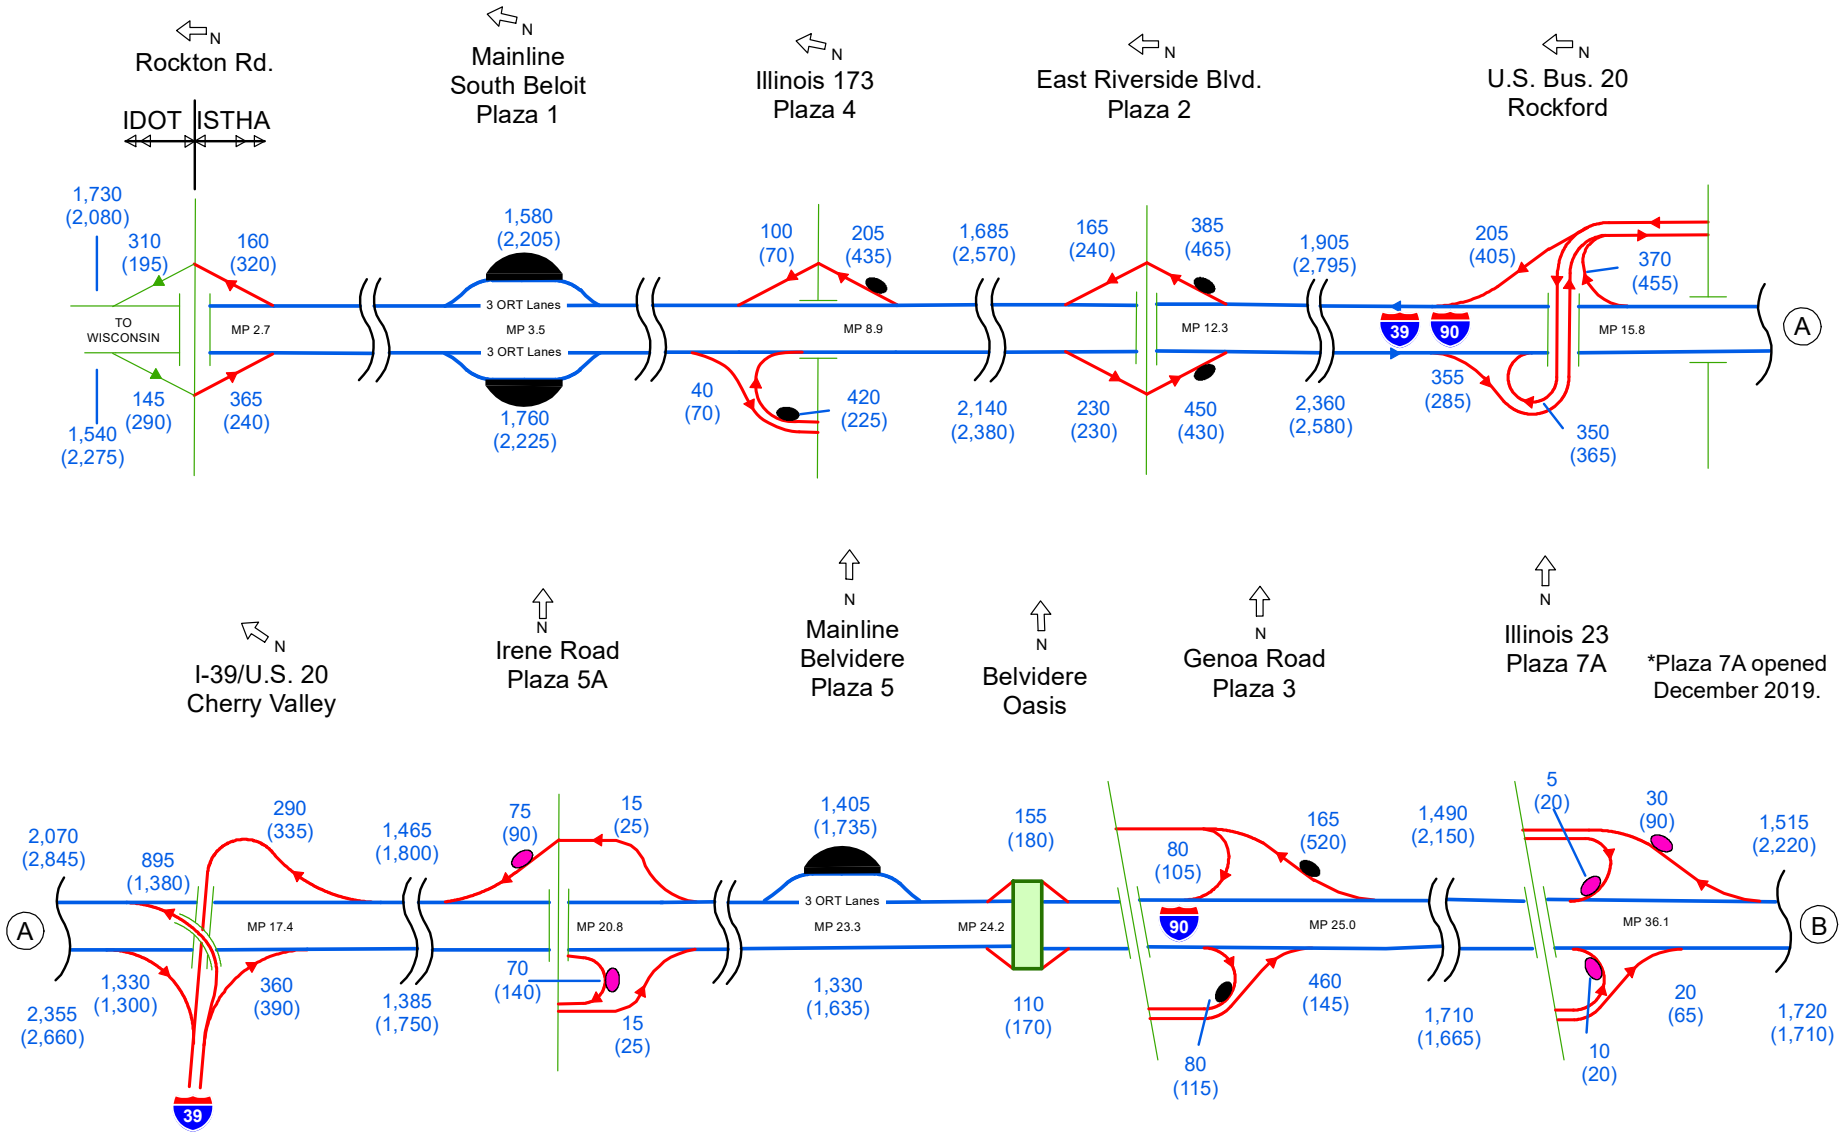 N
Rockton Rd.
IDOT
ISTHA
N
Mainline
South Beloit
Plaza 1
N
Illinois 173
Plaza 4
N
East Riverside Blvd.
Plaza 2
N
U.S. Bus. 20
Rockford
1,730
(2,080)
310
(195)
160
(320)
1,580
(2,205)
100
(70)
205
(435)
1,685
(2,570)
165
(240)
385
(465)
1,905
(2,795)
205
(405)
370
(455)
TO
WISCONSIN
MP 2.7
3 ORT Lanes
MP 3.5
3 ORT Lanes
MP 8.9
MP 12.3
39
90
MP 15.8
A
145
(290)
365
(240)
1,540
(2,275)
1,760
(2,225)
40
(70)
420
(225)
2,140
(2,380)
230
(230)
450
(430)
2,360
(2,580)
355
(285)
350
(365)
N
I-39/U.S. 20
Cherry Valley
N
Irene Road
Plaza 5A
N
Mainline
Belvidere
Plaza 5
N
Belvidere
Oasis
N
Genoa Road
Plaza 3
N
Illinois 23
Plaza 7A
*Plaza 7A opened
December 2019.
2,070
(2,845)
895
(1,380)
290
(335)
1,465
(1,800)
75
(90)
15
(25)
1,405
(1,735)
155
(180)
80
(105)
165
(520)
1,490
(2,150)
5
(20)
30
(90)
1,515
(2,220)
A
MP 17.4
MP 20.8
3 ORT Lanes
MP 23.3
MP 24.2
90
MP 25.0
MP 36.1
B
2,355
(2,660)
1,330
(1,300)
360
(390)
1,385
(1,750)
70
(140)
15
(25)
1,330
(1,635)
110
(170)
80
(115)
460
(145)
1,710
(1,665)
10
(20)
20
(65)
1,720
(1,710)
39